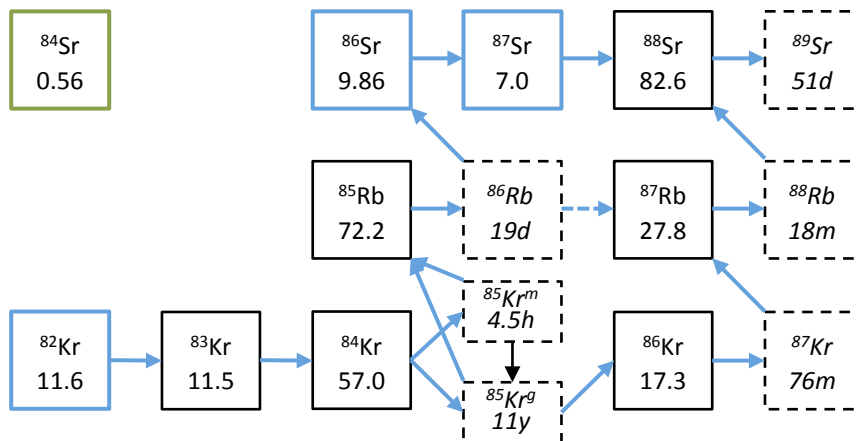 ⁸⁴Sr
0.56
⁸⁶Sr
9.86
⁸⁷Sr
7.0
⁸⁸Sr
82.6
⁸⁹Sr
51d
⁸⁵Rb
72.2
⁸⁶Rb
19d
⁸⁷Rb
27.8
⁸⁸Rb
18m
⁸⁵Krᵐ
4.5h
⁸²Kr
11.6
⁸³Kr
11.5
⁸⁴Kr
57.0
⁸⁵Krᵍ
11y
⁸⁶Kr
17.3
⁸⁷Kr
76m